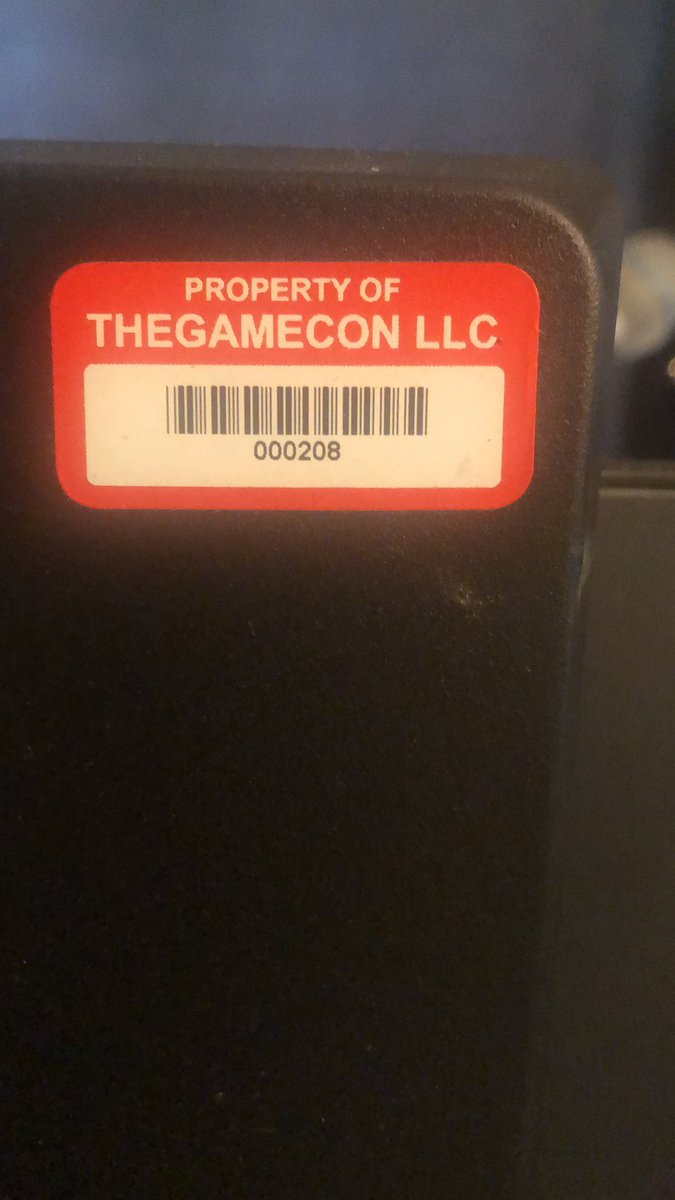 PROPERTY OF
THEGAMECON LLC
000208